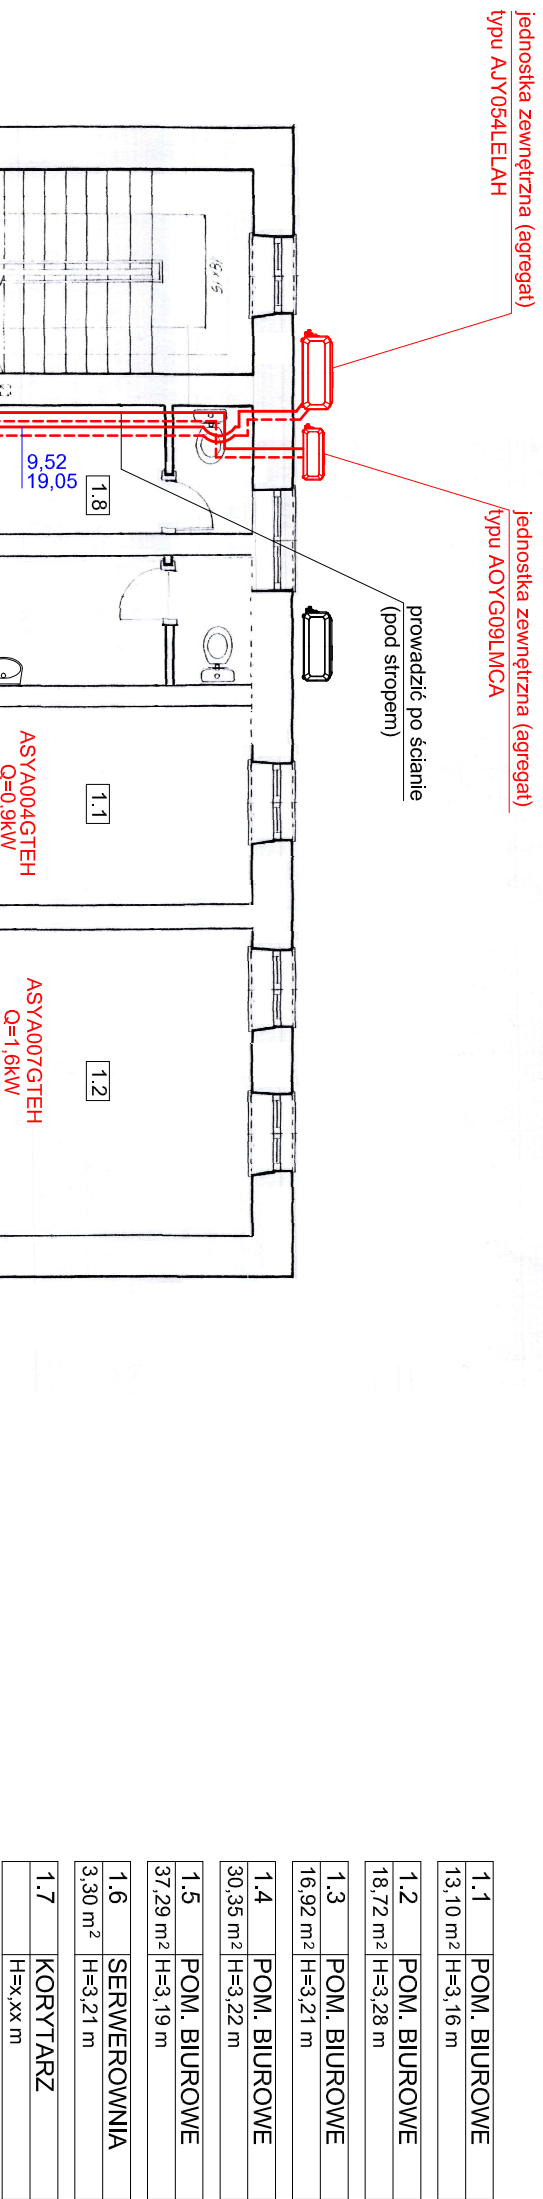 jednostka zewnętrzna (agregat)
typu AJY054LELAH
jednostka zewnętrzna (agregat)
typu AOYG09LMCA
prowadzić po ścianie
(pod stropem)
9,52
19,05
1.8
1.1
ASYA004GTEH
Q=0,9kW
1.2
ASYA007GTEH
Q=1,6kW
1.1 POM. BIUROWE
13,10 m² H=3,16 m
1.2 POM. BIUROWE
18,72 m² H=3,28 m
1.3 POM. BIUROWE
16,92 m² H=3,21 m
1.4 POM. BIUROWE
30,35 m² H=3,22 m
1.5 POM. BIUROWE
37,29 m² H=3,19 m
1.6 SERWEROWNIA
3,30 m² H=3,21 m
1.7 KORYTARZ
H=x,xx m